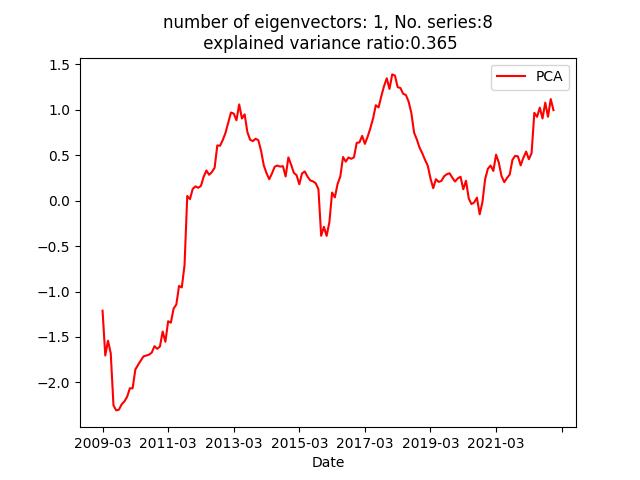 number of eigenvectors: 1, No. series:8
explained variance ratio:0.365
PCA
1.5
1.0
0.5
0.0
−0.5
−1.0
−1.5
−2.0
2009-03 2011-03 2013-03 2015-03 2017-03 2019-03 2021-03
Date